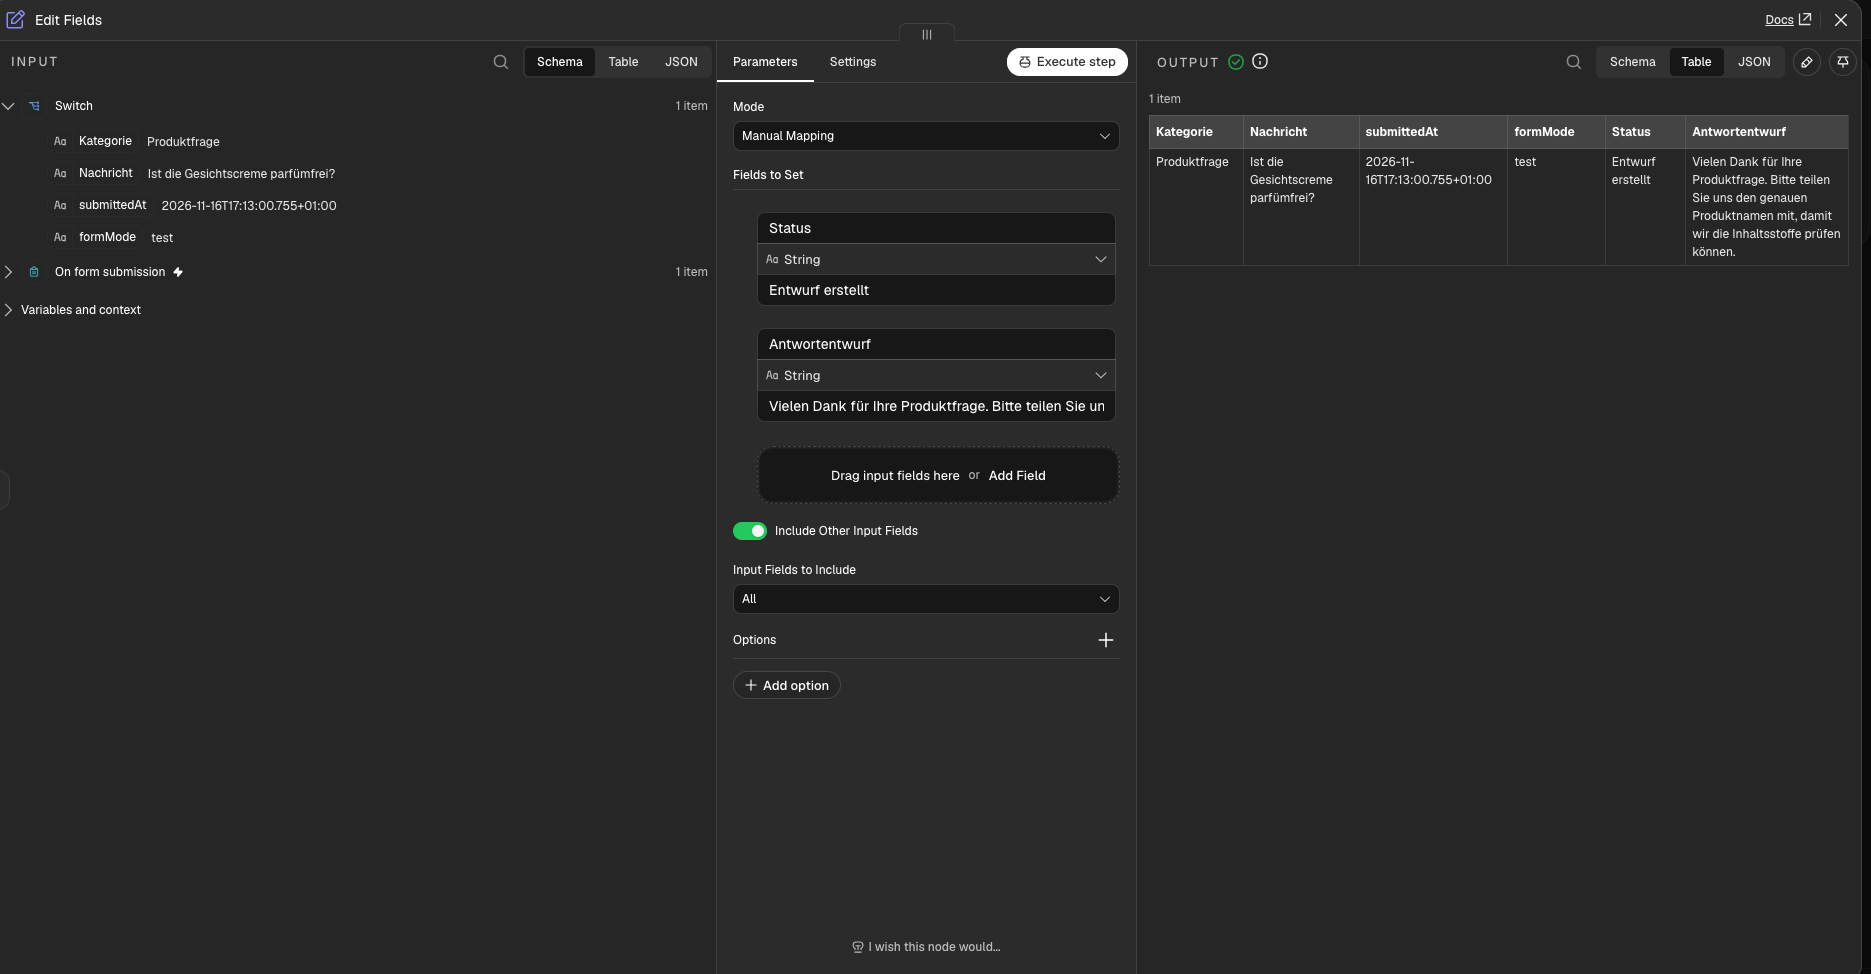 Edit Fields
Docs
INPUT
Schema
Table
JSON
Switch
1 item
Kategorie
Produktfrage
Nachricht
Ist die Gesichtscreme parfümfrei?
submittedAt
2026-11-16T17:13:00.755+01:00
formMode
test
On form submission
1 item
Variables and context
Parameters
Settings
Execute step
Mode
Manual Mapping
Fields to Set
Status
String
Entwurf erstellt
Antwortentwurf
String
Vielen Dank für Ihre Produktfrage. Bitte teilen Sie un
Drag input fields here or Add Field
Include Other Input Fields
Input Fields to Include
All
Options
Add option
I wish this node would...
OUTPUT
Schema
Table
JSON
1 item
Kategorie
Nachricht
submittedAt
formMode
Status
Antwortentwurf
Produktfrage
Ist die
Gesichtscreme
parfümfrei?
2026-11-
16T17:13:00.755+01:00
test
Entwurf
erstellt
Vielen Dank für Ihre
Produktfrage. Bitte teilen
Sie uns den genauen
Produktnamen mit, damit
wir die Inhaltsstoffe prüfen
können.